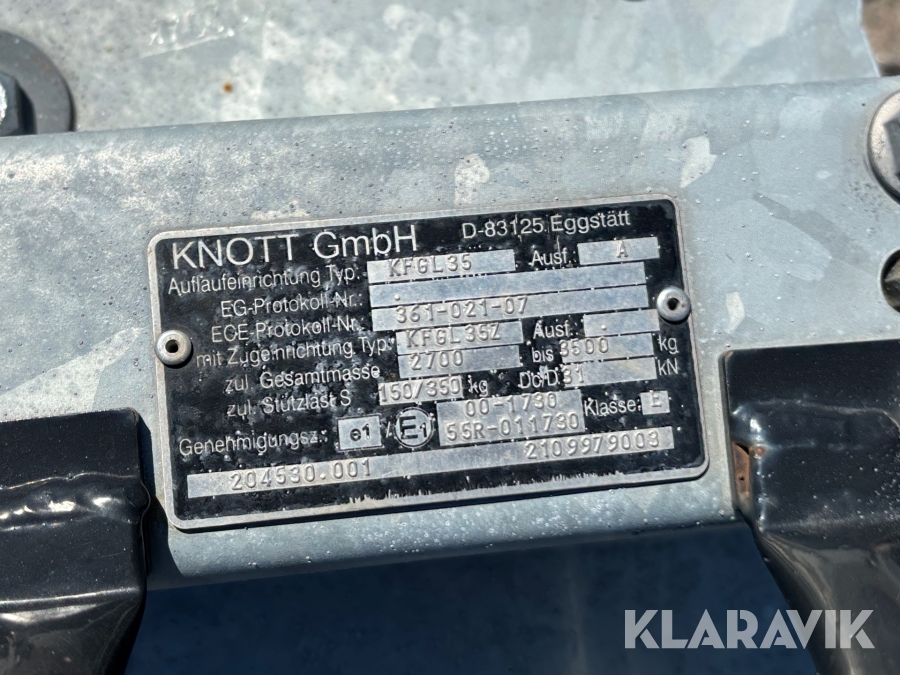 KNOTT GmbH D-83125 Eggstätt
Auflaufeinrichtung Typ: KFGL35 Ausf.: A
EG-Protokoll-Nr.: .
ECE-Protokoll-Nr.: 361-021-07
mit Zugeinrichtung Typ: KFGL35Z Ausf.: .
zul. Gesamtmasse 2700 bis 3500 kg
zul. Stützlast S 150/350 kg Dc/D 31 kN
Genehmigungsz.: e1 / E1 00-1730 Klasse: E
55R-011730
204530.001 2109979003
KLARAVIK